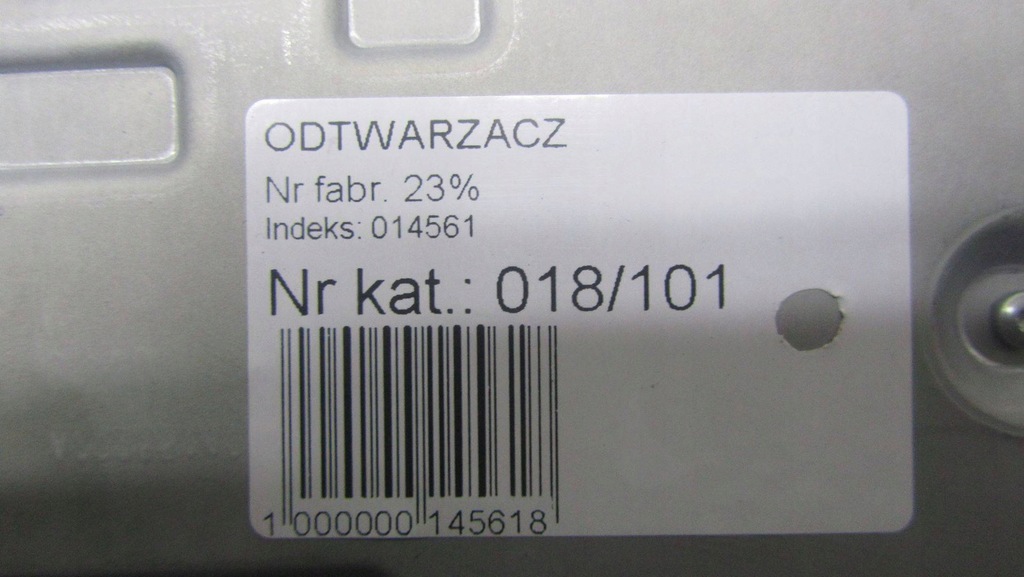 ODTWARZACZ
Nr fabr. 23%
Indeks: 014561
Nr kat.: 018/101
1 000000 145618